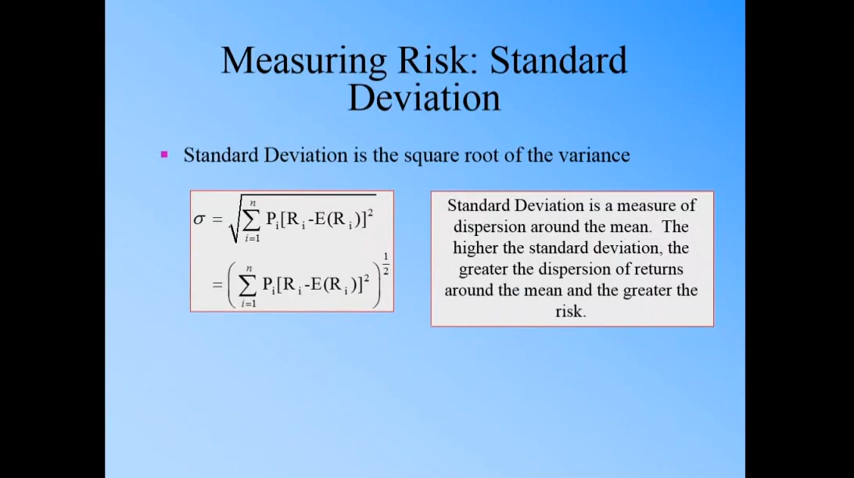 Measuring Risk: Standard
Deviation
▪ Standard Deviation is the square root of the variance
σ = √(∑_{i=1}^{n} P_i[R_i-E(R_i)]²)
= (∑_{i=1}^{n} P_i[R_i-E(R_i)]²)^{1/2}
Standard Deviation is a measure of
dispersion around the mean. The
higher the standard deviation, the
greater the dispersion of returns
around the mean and the greater the
risk.